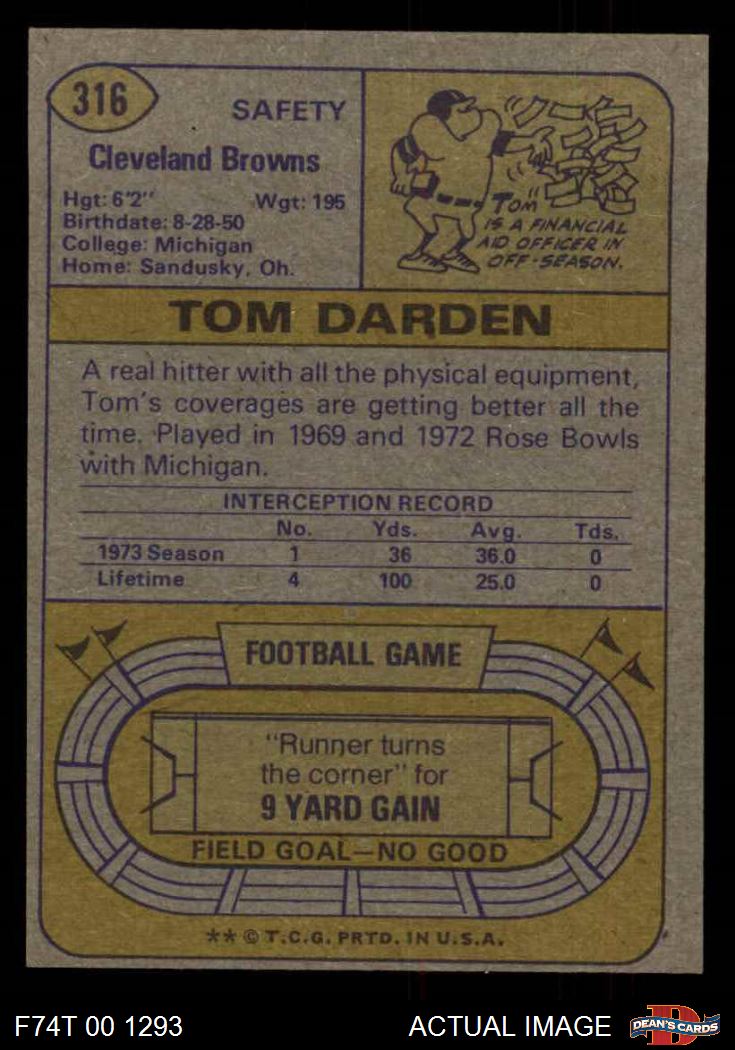 316
SAFETY
Cleveland Browns
Hgt: 6'2" Wgt: 195
Birthdate: 8-28-50
College: Michigan
Home: Sandusky, Oh.
TOM
IS A FINANCIAL
AID OFFICER IN
OFF-SEASON.
TOM DARDEN
A real hitter with all the physical equipment,
Tom's coverages are getting better all the
time. Played in 1969 and 1972 Rose Bowls
with Michigan.
INTERCEPTION RECORD
No. Yds. Avg. Tds.
1973 Season 1 36 36.0 0
Lifetime 4 100 25.0 0
FOOTBALL GAME
"Runner turns
the corner" for
9 YARD GAIN
FIELD GOAL—NO GOOD
** © T.C.G. PRTD. IN U.S.A.
F74T 00 1293 ACTUAL IMAGE
D
DEAN'S CARDS